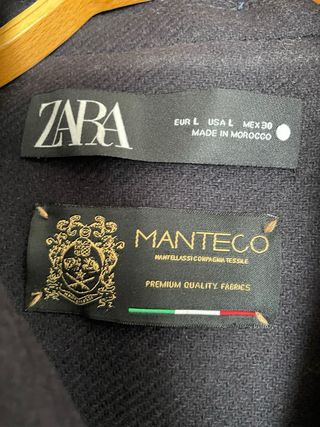 ZARA
EUR L USA L MEX 30
MADE IN MOROCCO
MANTECO
MANTELLASSI COMPAGNIA TESSILE
PREMIUM QUALITY FABRICS